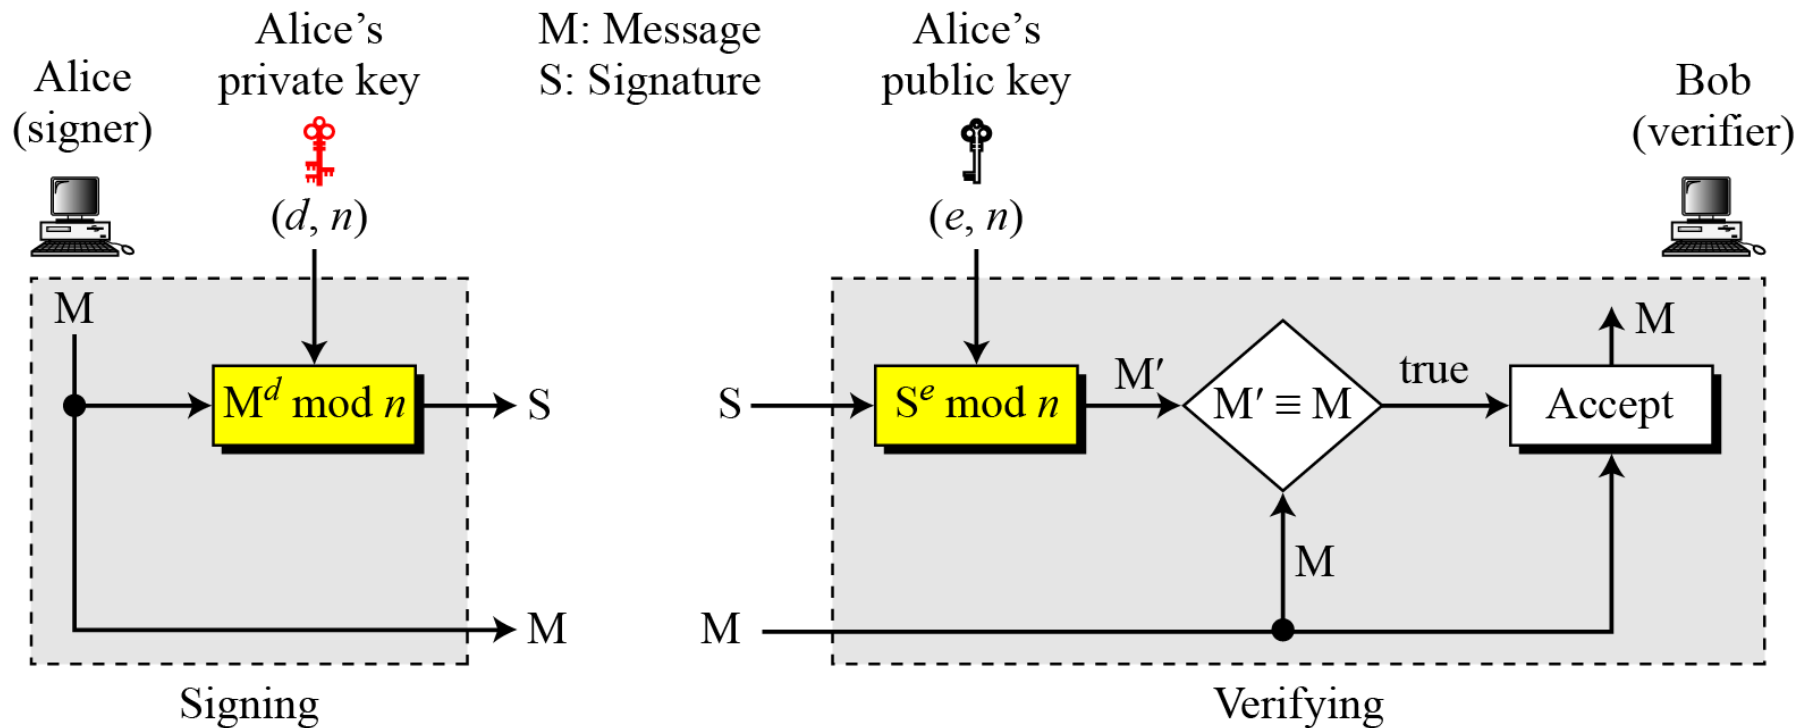 Alice
(signer)
Alice’s
private key
(d, n)
M: Message
S: Signature
Alice’s
public key
(e, n)
Bob
(verifier)
M
M^d mod n
S
M
Signing
S
S^e mod n
M′
M′ ≡ M
true
Accept
M
M
M
Verifying